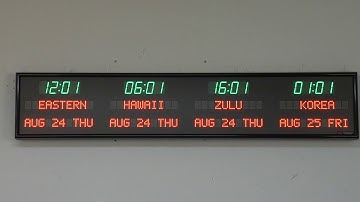 12:01 06:01 16:01 01:01
EASTERN HAWAII ZULU KOREA
AUG 24 THU AUG 24 THU AUG 24 THU AUG 25 FRI